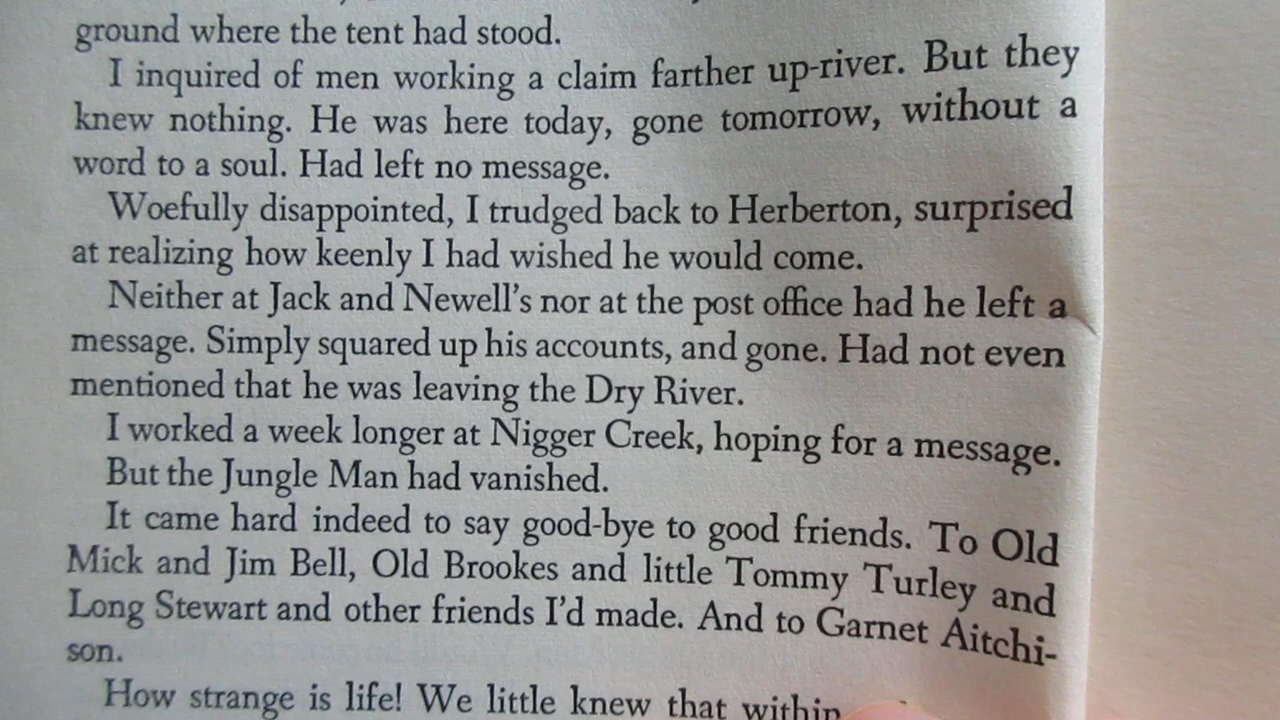 ground where the tent had stood.
I inquired of men working a claim farther up-river. But they
knew nothing. He was here today, gone tomorrow, without a
word to a soul. Had left no message.
Woefully disappointed, I trudged back to Herberton, surprised
at realizing how keenly I had wished he would come.
Neither at Jack and Newell's nor at the post office had he left a
message. Simply squared up his accounts, and gone. Had not even
mentioned that he was leaving the Dry River.
I worked a week longer at Nigger Creek, hoping for a message.
But the Jungle Man had vanished.
It came hard indeed to say good-bye to good friends. To Old
Mick and Jim Bell, Old Brookes and little Tommy Turley and
Long Stewart and other friends I'd made. And to Garnet Aitchi-
son.
How strange is life! We little knew that within